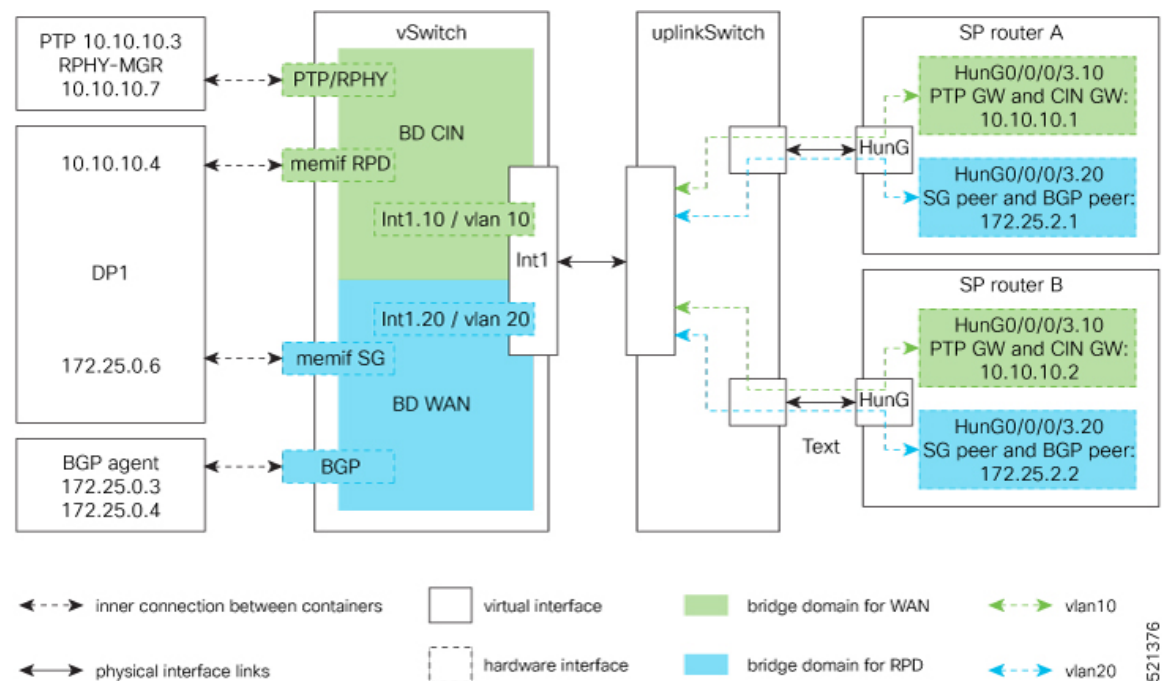 PTP 10.10.10.3
RPHY-MGR
10.10.10.7
10.10.10.4
DP1
172.25.0.6
BGP agent
172.25.0.3
172.25.0.4
vSwitch
PTP/RPHY
BD CIN
memif RPD
Int1.10 / vlan 10
Int1
Int1.20 / vlan 20
memif SG
BD WAN
BGP
uplinkSwitch
SP router A
HunG0/0/0/3.10
PTP GW and CIN GW:
10.10.10.1
HunG
HunG0/0/0/3.20
SG peer and BGP peer:
172.25.2.1
SP router B
HunG0/0/0/3.10
PTP GW and CIN GW:
10.10.10.2
HunG
Text
HunG0/0/0/3.20
SG peer and BGP peer:
172.25.2.2
inner connection between containers
virtual interface
bridge domain for WAN
vlan10
physical interface links
hardware interface
bridge domain for RPD
vlan20
521376